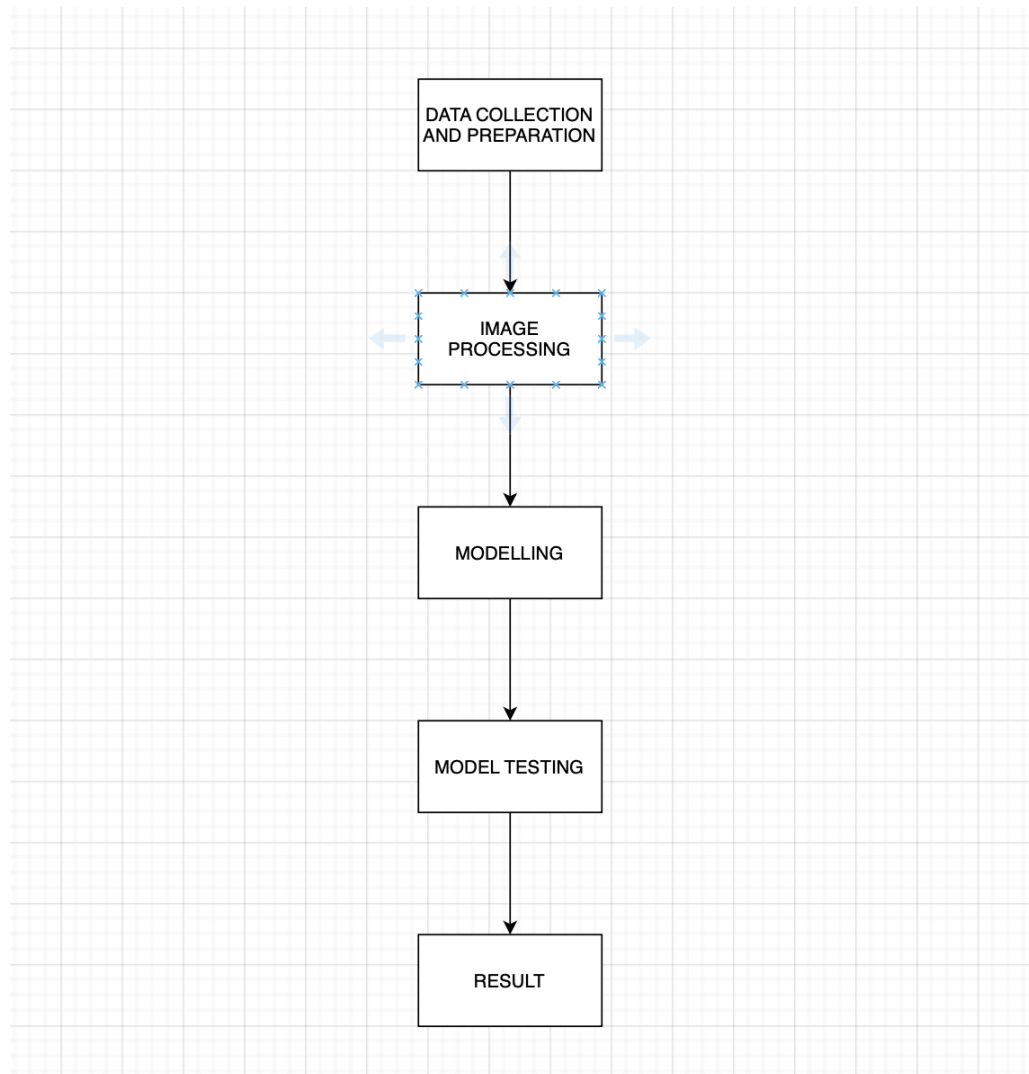 DATA COLLECTION
AND PREPARATION
IMAGE
PROCESSING
MODELLING
MODEL TESTING
RESULT